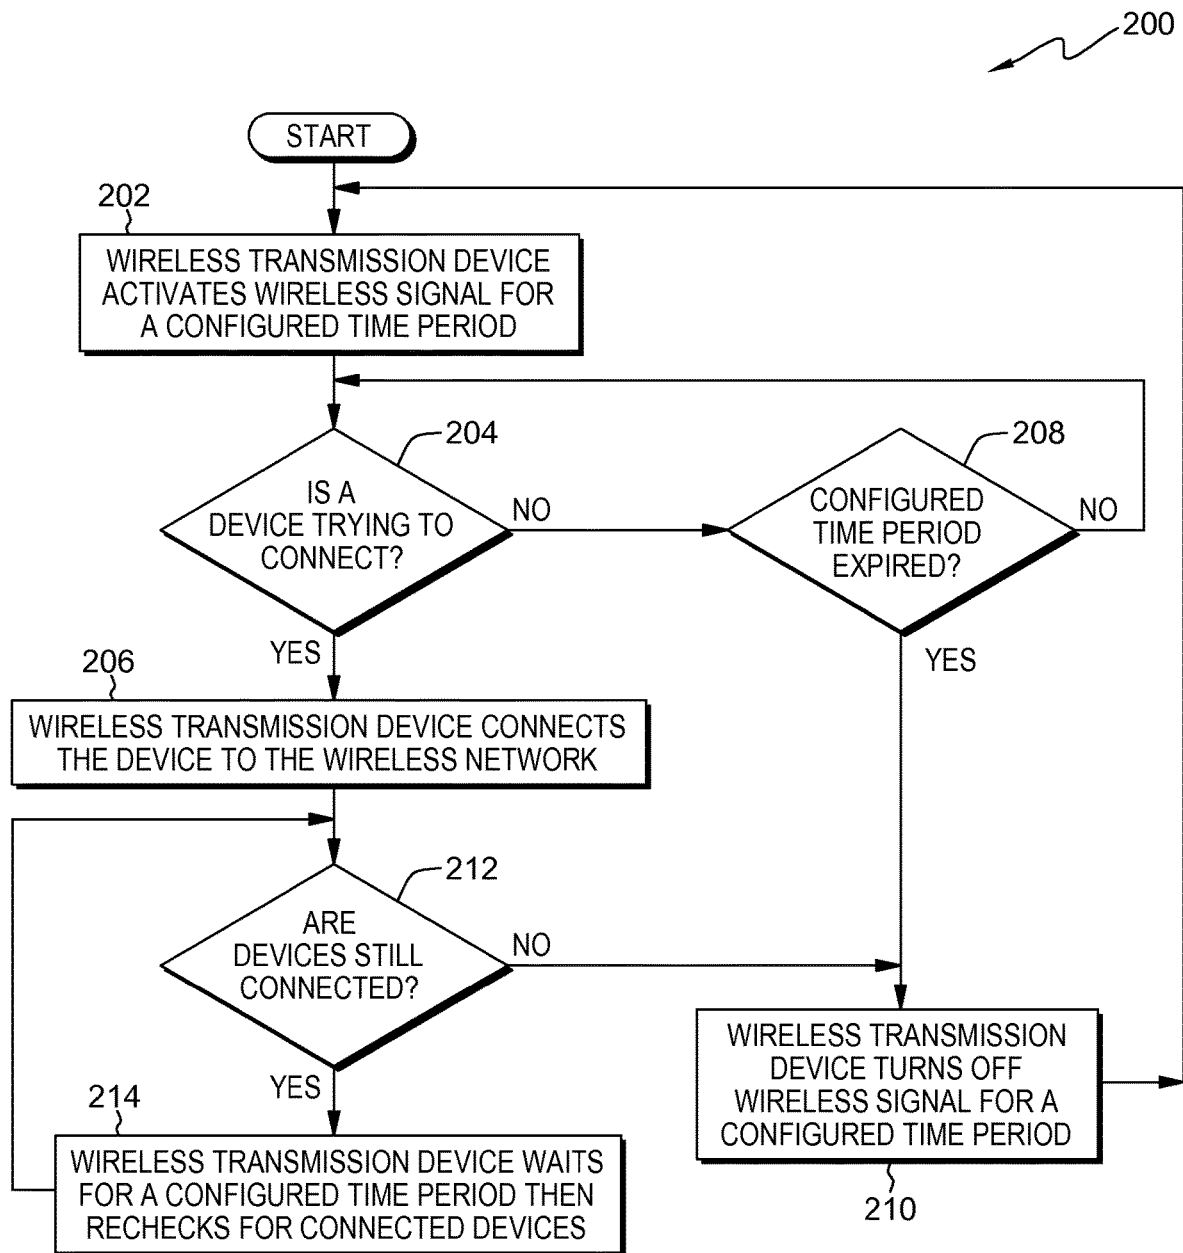 200
START
202
WIRELESS TRANSMISSION DEVICE
ACTIVATES WIRELESS SIGNAL FOR
A CONFIGURED TIME PERIOD
204
IS A
DEVICE TRYING TO
CONNECT?
NO
208
CONFIGURED
TIME PERIOD
EXPIRED?
NO
YES
YES
206
WIRELESS TRANSMISSION DEVICE CONNECTS
THE DEVICE TO THE WIRELESS NETWORK
212
ARE
DEVICES STILL
CONNECTED?
NO
YES
WIRELESS TRANSMISSION
DEVICE TURNS OFF
WIRELESS SIGNAL FOR A
CONFIGURED TIME PERIOD
210
214
WIRELESS TRANSMISSION DEVICE WAITS
FOR A CONFIGURED TIME PERIOD THEN
RECHECKS FOR CONNECTED DEVICES